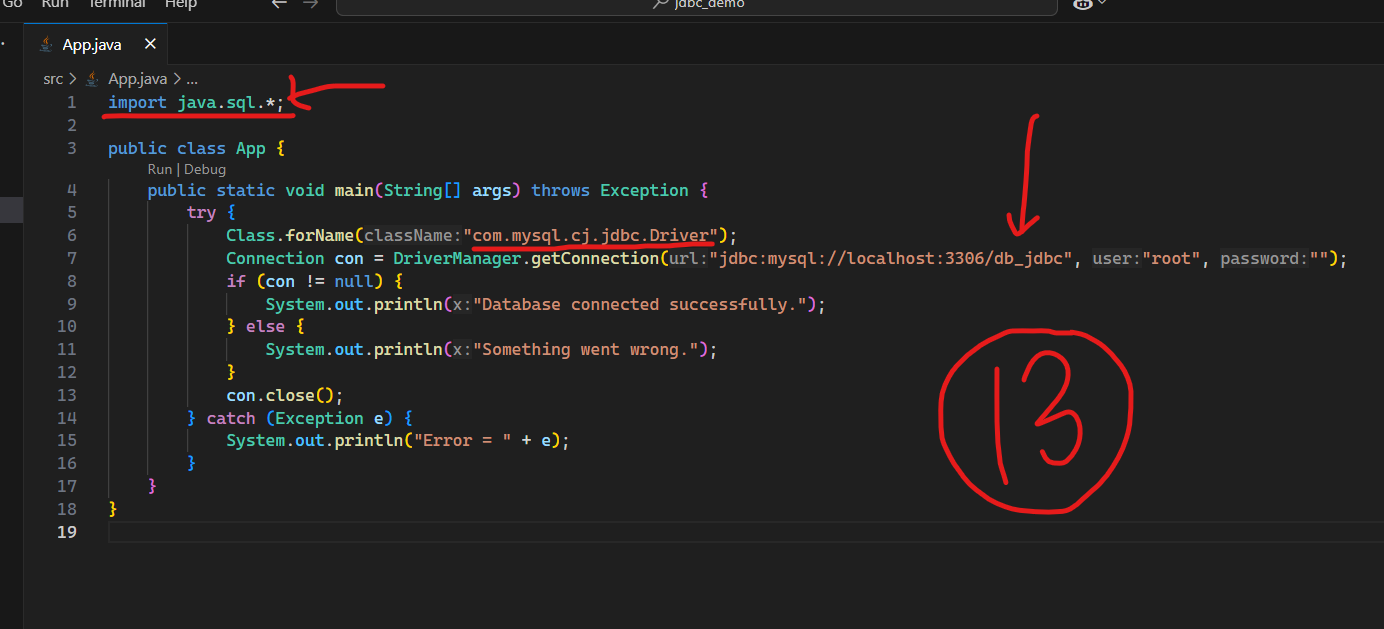 Go Run Terminal Help ← → jdbc_demo
App.java ×
src > App.java > ...
1 import java.sql.*;
2
3 public class App {
Run | Debug
4 public static void main(String[] args) throws Exception {
5 try {
6 Class.forName(className:"com.mysql.cj.jdbc.Driver");
7 Connection con = DriverManager.getConnection(url:"jdbc:mysql://localhost:3306/db_jdbc", user:"root", password:"");
8 if (con != null) {
9 System.out.println(x:"Database connected successfully.");
10 } else {
11 System.out.println(x:"Something went wrong.");
12 }
13 con.close();
14 } catch (Exception e) {
15 System.out.println("Error = " + e);
16 }
17 }
18 }
19
13